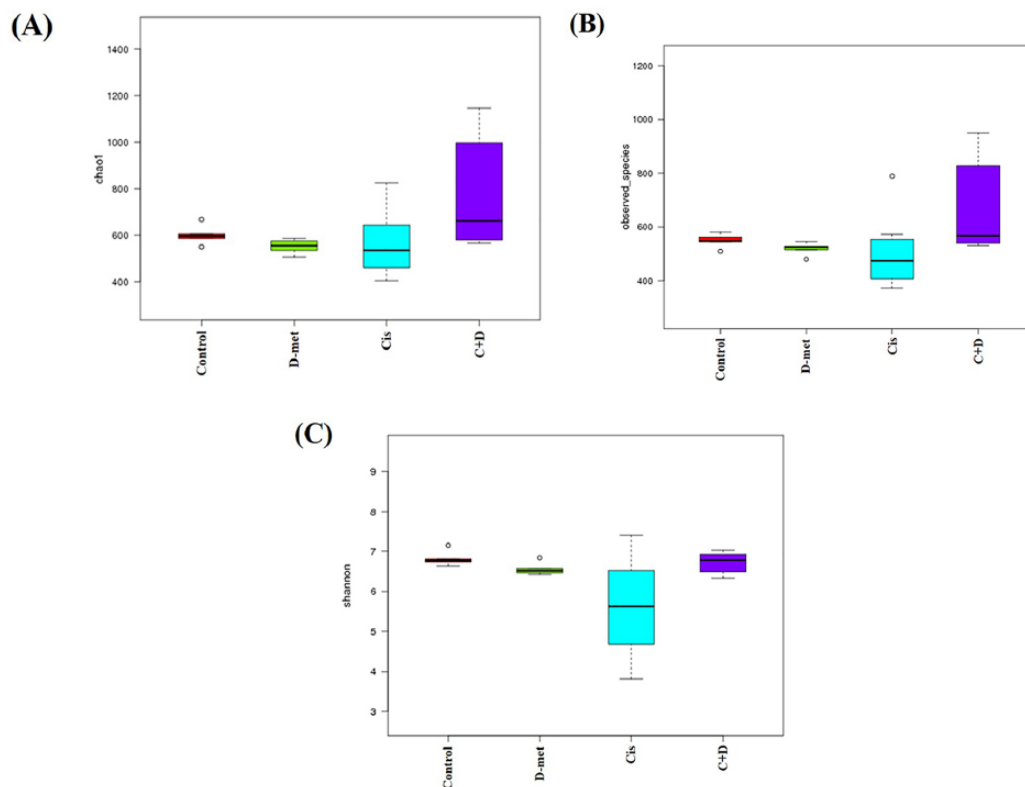 (A)
chao1
1400
1200
1000
800
600
400
Control
D-met
Cis
C+D
(B)
observed_species
1200
1000
800
600
400
Control
D-met
Cis
C+D
(C)
shannon
9
8
7
6
5
4
3
Control
D-met
Cis
C+D